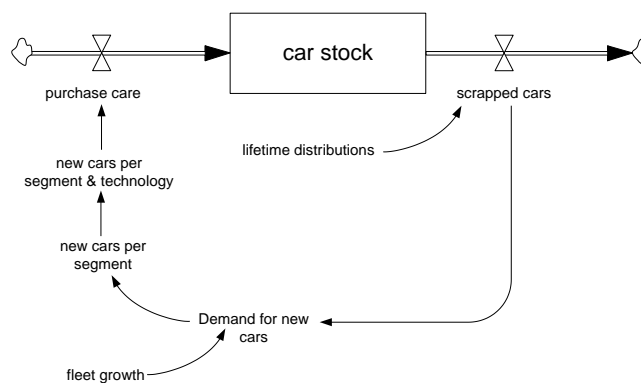 car stock
purchase care
scrapped cars
lifetime distributions
new cars per
segment & technology
new cars per
segment
Demand for new
cars
fleet growth